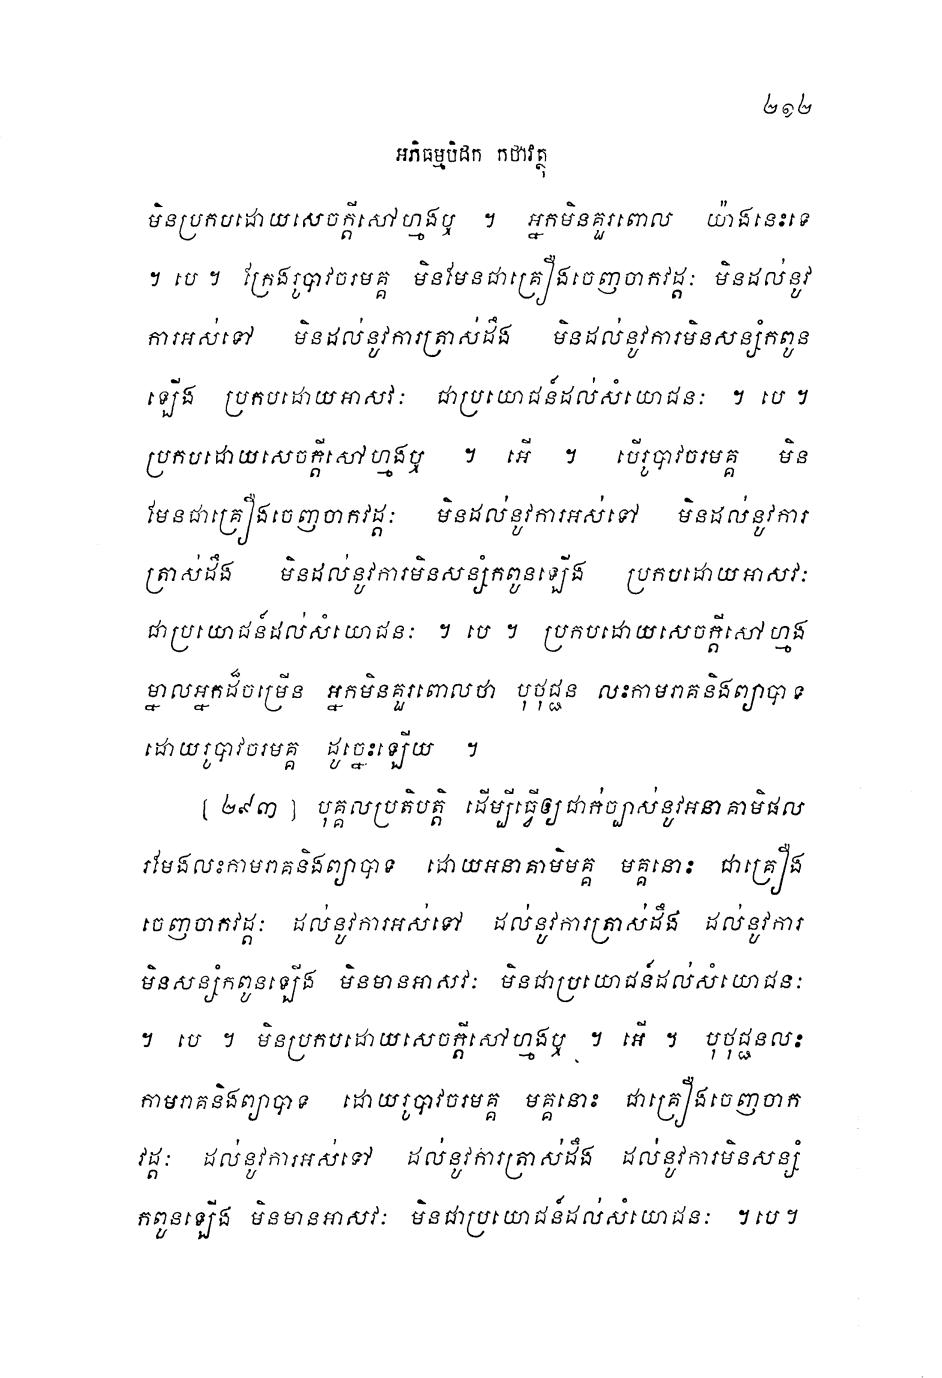 ២១២
អភិធម្មបិដក កថាវត្ថុ
មិនប្រកបដោយសេចក្តីសៅហ្មងឬ ។ អ្នកមិនគួរពោល យ៉ាងនេះទេ
។ បេ ។ ក្រែងរូបាវចរមគ្គ មិនមែនជាគ្រឿងចេញចាកវដ្តៈ មិនដល់នូវ
ការអស់ទៅ មិនដល់នូវការត្រាស់ដឹង មិនដល់នូវការមិនសន្សំកពូន
ឡើង ប្រកបដោយអាសវៈ ជាប្រយោជន៍ដល់សំយោជនៈ ។ បេ ។
ប្រកបដោយសេចក្តីសៅហ្មងឬ ។ អើ ។ បើរូបាវចរមគ្គ មិន
មែនជាគ្រឿងចេញចាកវដ្តៈ មិនដល់នូវការអស់ទៅ មិនដល់នូវការ
ត្រាស់ដឹង មិនដល់នូវការមិនសន្សំកពូនឡើង ប្រកបដោយអាសវៈ
ជាប្រយោជន៍ដល់សំយោជនៈ ។ បេ ។ ប្រកបដោយសេចក្តីសៅហ្មង
ម្នាលអ្នកដ៏ចម្រើន អ្នកមិនគួរពោលថា បុថុជ្ជន លះកាមរាគនិងព្យាបាទ
ដោយរូបាវចរមគ្គ ដូច្នេះឡើយ ។
[ ២៩៣ ] បុគ្គលប្រតិបត្តិ ដើម្បីធ្វើឲ្យជាក់ច្បាស់នូវអនាគាមិផល
រមែងលះកាមរាគនិងព្យាបាទ ដោយអនាគាមិមគ្គ មគ្គនោះ ជាគ្រឿង
ចេញចាកវដ្តៈ ដល់នូវការអស់ទៅ ដល់នូវការត្រាស់ដឹង ដល់នូវការ
មិនសន្សំកពូនឡើង មិនមានអាសវៈ មិនជាប្រយោជន៍ដល់សំយោជនៈ
។ បេ ។ មិនប្រកបដោយសេចក្តីសៅហ្មងឬ ។ អើ ។ បុថុជ្ជនលះ
កាមរាគនិងព្យាបាទ ដោយរូបាវចរមគ្គ មគ្គនោះ ជាគ្រឿងចេញចាក
វដ្តៈ ដល់នូវការអស់ទៅ ដល់នូវការត្រាស់ដឹង ដល់នូវការមិនសន្សំ
កពូនឡើង មិនមានអាសវៈ មិនជាប្រយោជន៍ដល់សំយោជនៈ ។ បេ ។